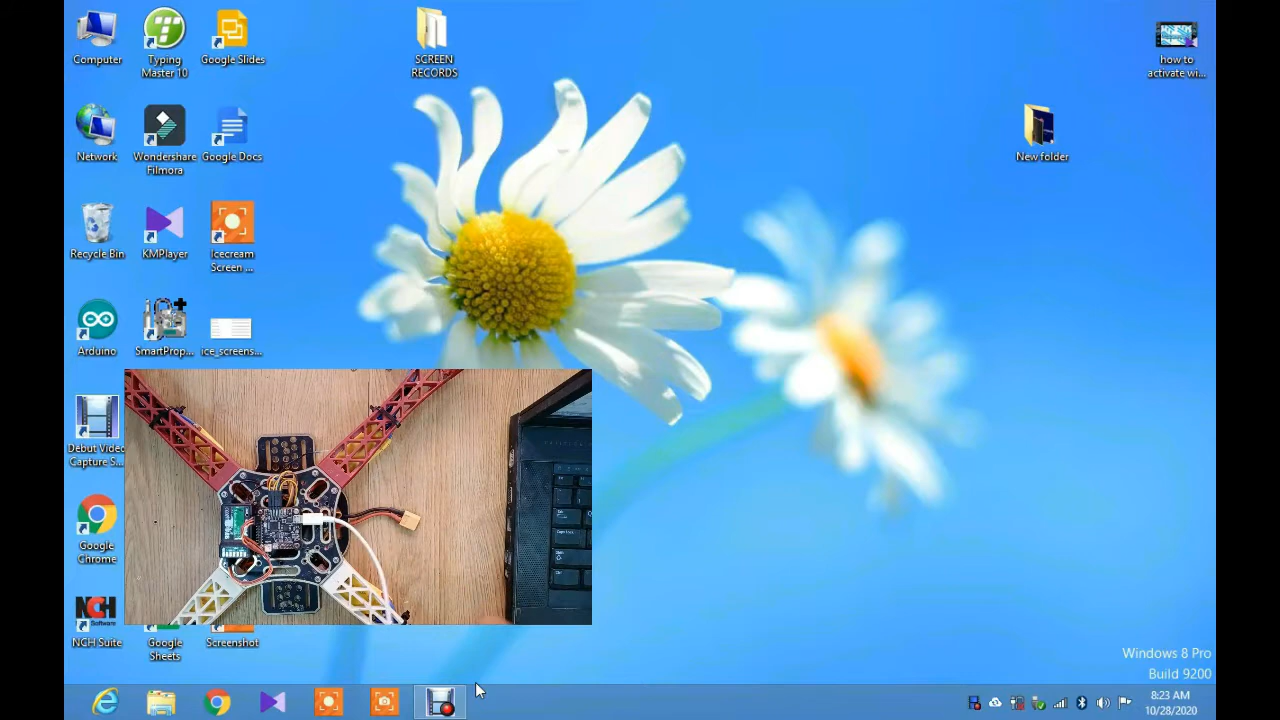 Computer
Typing
Master 10
Google Slides
SCREEN
RECORDS
how to
activate wi...
Network
Wondershare
Filmora
Google Docs
New folder
Recycle Bin
KMPlayer
Icecream
Screen ...
Arduino
SmartProp...
ice_screens...
Debut Video
Capture S...
Google
Chrome
NCH
Software
NCH Suite
Google
Sheets
Screenshot
Windows 8 Pro
Build 9200
8:23 AM
10/28/2020